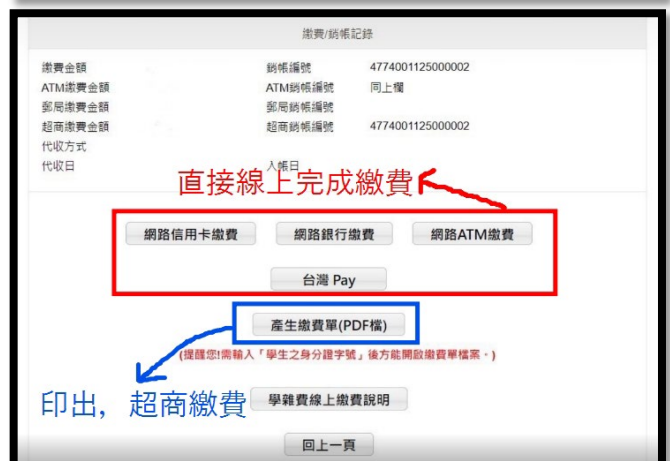 繳費/銷帳記錄
繳費金額 銷帳編號 4774001125000002
ATM繳費金額 ATM銷帳編號 同上欄
郵局繳費金額 郵局銷帳編號
超商繳費金額 超商銷帳編號 4774001125000002
代收方式
代收日 入帳日
直接線上完成繳費
網路信用卡繳費 網路銀行繳費 網路ATM繳費
台灣 Pay
產生繳費單(PDF檔)
(提醒您!需輸入「學生之身分證字號」後方能開啟繳費單檔案。)
印出，超商繳費 學雜費線上繳費說明
回上一頁